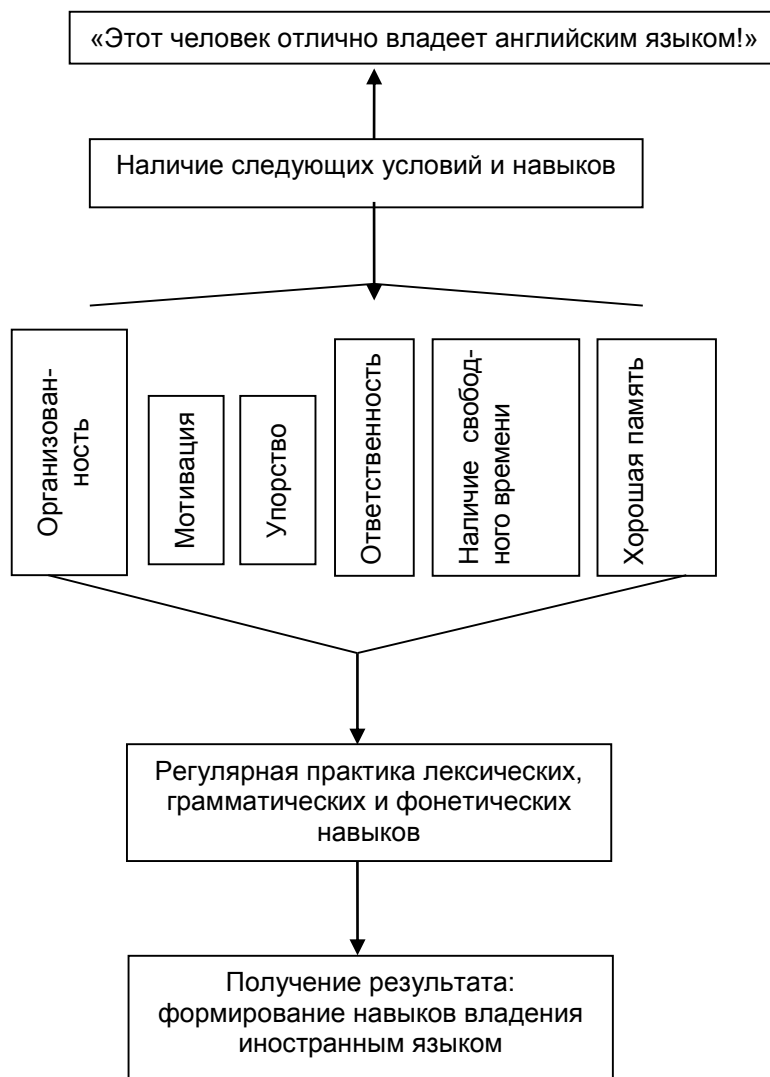 «Этот человек отлично владеет английским языком!»
Наличие следующих условий и навыков
Организован-
ность
Мотивация
Упорство
Ответственность
Наличие свобод-
ного времени
Хорошая память
Регулярная практика лексических,
грамматических и фонетических
навыков
Получение результата:
формирование навыков владения
иностранным языком